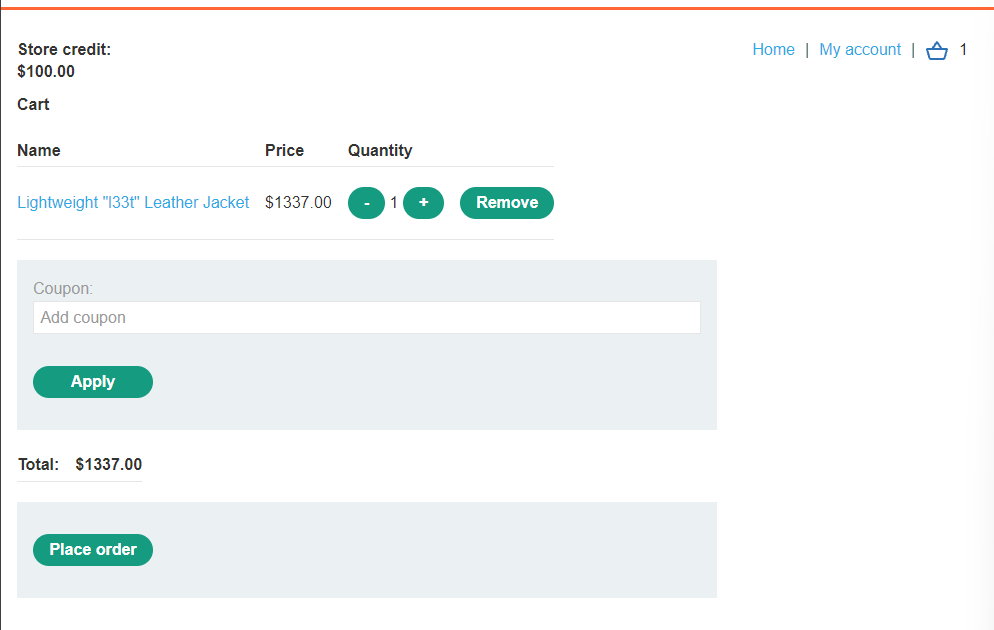 Store credit:
$100.00
Home | My account | 1
Cart
Name Price Quantity
Lightweight "l33t" Leather Jacket $1337.00 - 1 + Remove
Coupon:
Add coupon
Apply
Total: $1337.00
Place order